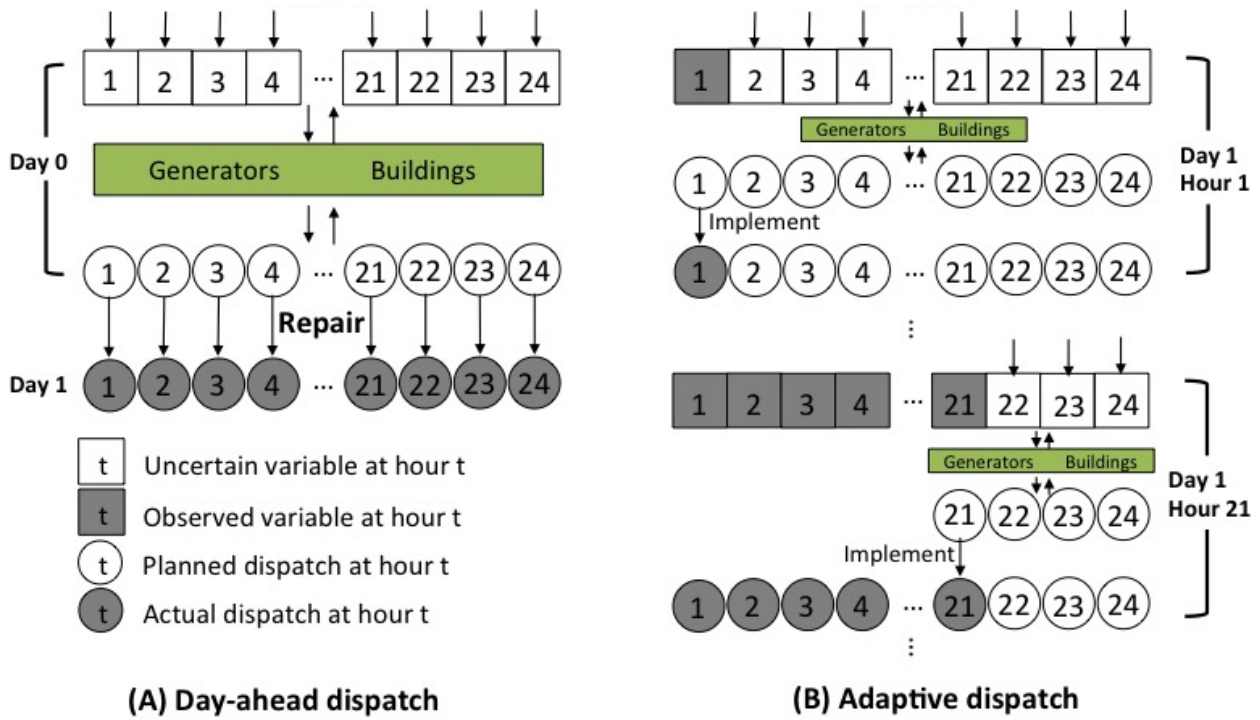 1 2 3 4 ... 21 22 23 24
Day 0
Generators Buildings
1 2 3 4 ... 21 22 23 24
Repair
Day 1
1 2 3 4 ... 21 22 23 24
t Uncertain variable at hour t
t Observed variable at hour t
t Planned dispatch at hour t
t Actual dispatch at hour t
(A) Day-ahead dispatch
1 2 3 4 ... 21 22 23 24
Generators Buildings
Day 1
Hour 1
1 2 3 4 ... 21 22 23 24
Implement
1 2 3 4 ... 21 22 23 24
...
1 2 3 4 ... 21 22 23 24
Generators Buildings
Day 1
Hour 21
21 22 23 24
Implement
1 2 3 4 ... 21 22 23 24
...
(B) Adaptive dispatch